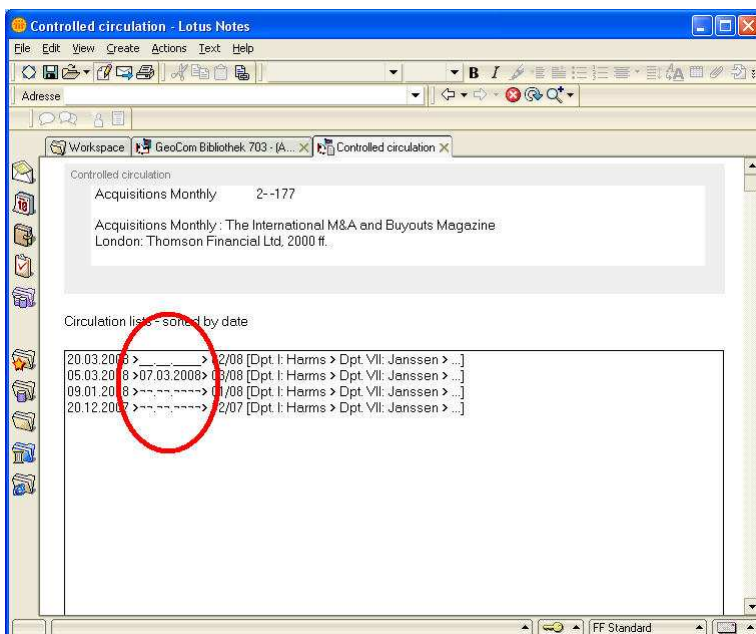 Controlled circulation - Lotus Notes
File Edit View Create Actions Text Help
B I
Adresse
Workspace GeoCom Bibliothek 703 - (A... Controlled circulation
Controlled circulation
Acquisitions Monthly 2--177
Acquisitions Monthly : The International M&A and Buyouts Magazine
London: Thomson Financial Ltd, 2000 ff.
Circulation lists - sorted by date
20.03.2008 >__.__.____> 02/08 [Dpt. I: Harms > Dpt. VII: Janssen > ...]
05.03.2008 >07.03.2008> 03/08 [Dpt. I: Harms > Dpt. VII: Janssen > ...]
09.01.2008 >~~.~~.~~~~> 01/08 [Dpt. I: Harms > Dpt. VII: Janssen > ...]
20.12.2007 >~~.~~.~~~~> 02/07 [Dpt. I: Harms > Dpt. VII: Janssen > ...]
FF Standard